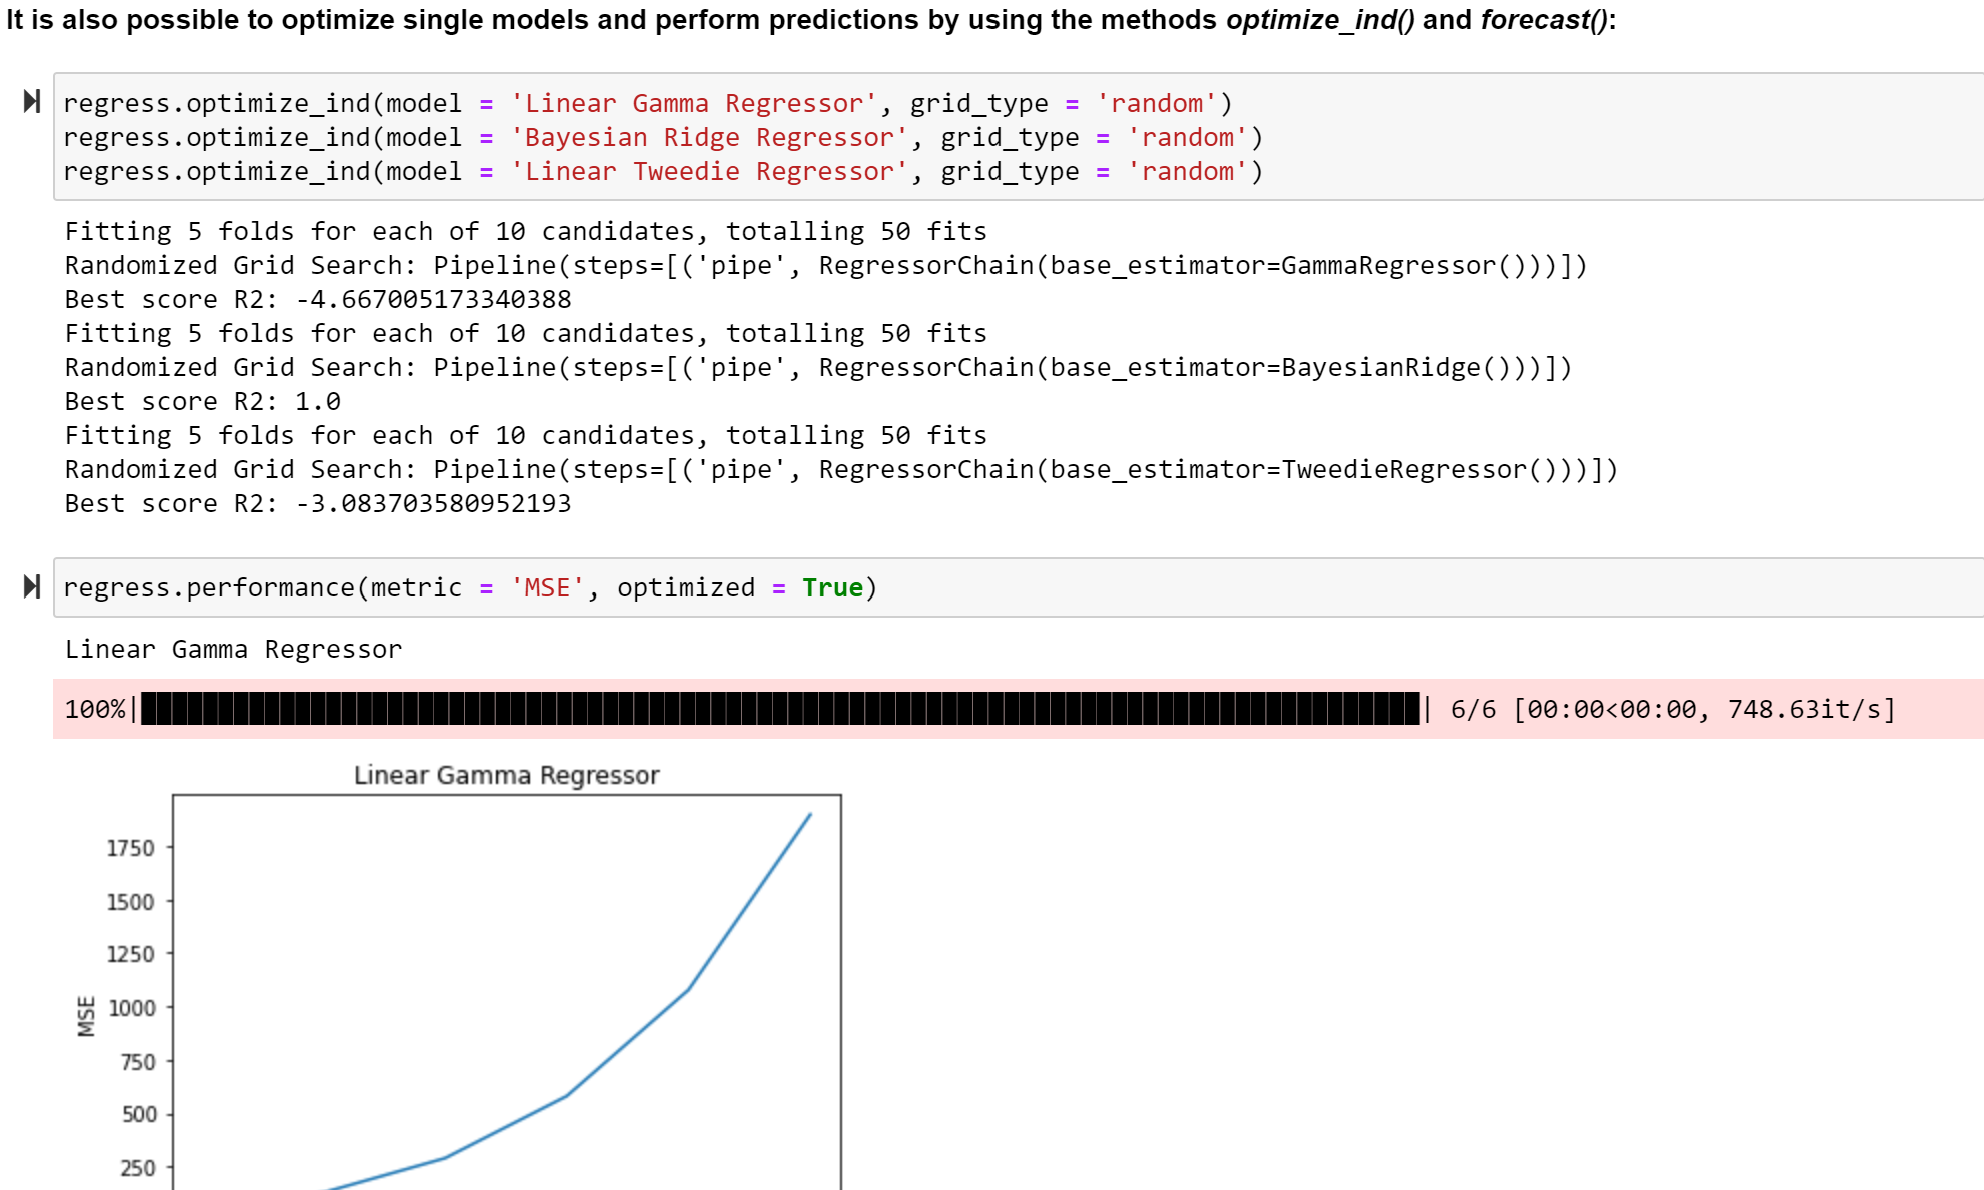 It is also possible to optimize single models and perform predictions by using the methods optimize_ind() and forecast():
regress.optimize_ind(model = 'Linear Gamma Regressor', grid_type = 'random')
regress.optimize_ind(model = 'Bayesian Ridge Regressor', grid_type = 'random')
regress.optimize_ind(model = 'Linear Tweedie Regressor', grid_type = 'random')
Fitting 5 folds for each of 10 candidates, totalling 50 fits
Randomized Grid Search: Pipeline(steps=[('pipe', RegressorChain(base_estimator=GammaRegressor()))])
Best score R2: -4.667005173340388
Fitting 5 folds for each of 10 candidates, totalling 50 fits
Randomized Grid Search: Pipeline(steps=[('pipe', RegressorChain(base_estimator=BayesianRidge()))])
Best score R2: 1.0
Fitting 5 folds for each of 10 candidates, totalling 50 fits
Randomized Grid Search: Pipeline(steps=[('pipe', RegressorChain(base_estimator=TweedieRegressor()))])
Best score R2: -3.083703580952193
regress.performance(metric = 'MSE', optimized = True)
Linear Gamma Regressor
100%| | 6/6 [00:00<00:00, 748.63it/s]
Linear Gamma Regressor
1750
1500
1250
1000
750
500
250
MSE